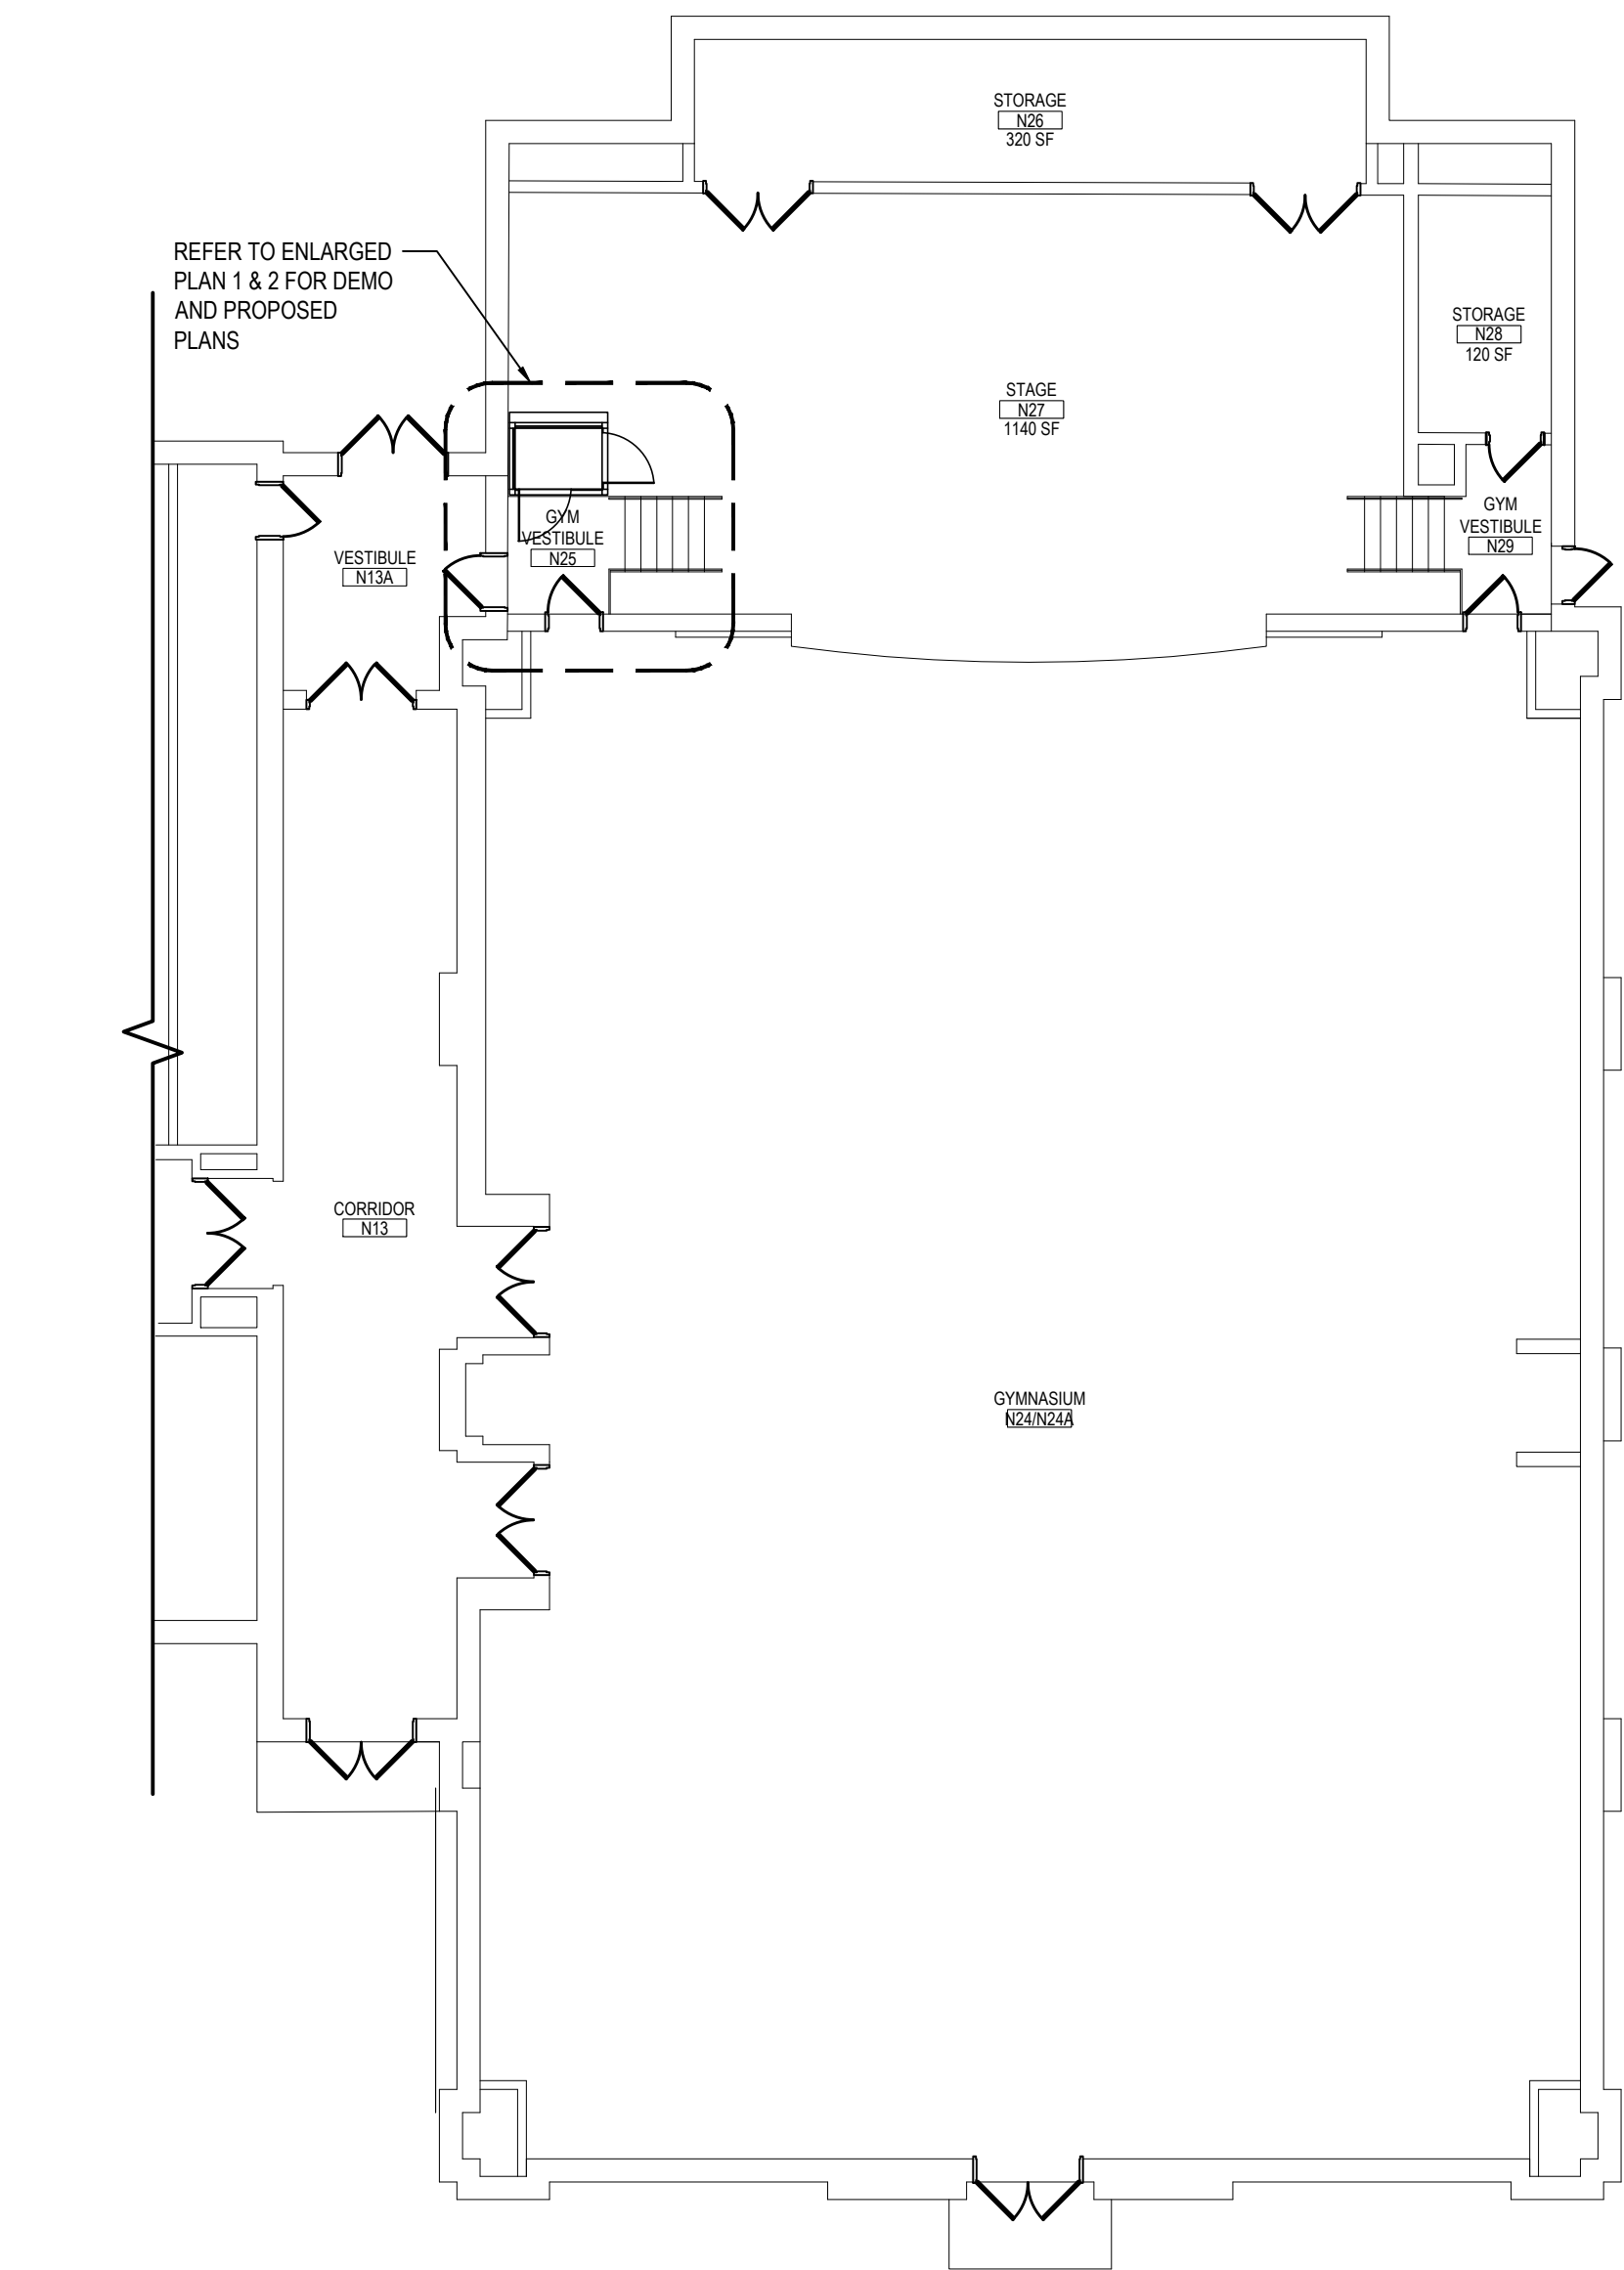 STORAGE
N26
320 SF
REFER TO ENLARGED
PLAN 1 & 2 FOR DEMO
AND PROPOSED
PLANS
STORAGE
N28
120 SF
STAGE
N27
1140 SF
GYM
VESTIBULE
N25
GYM
VESTIBULE
N29
VESTIBULE
N13A
CORRIDOR
N13
GYMNASIUM
N24/N24A